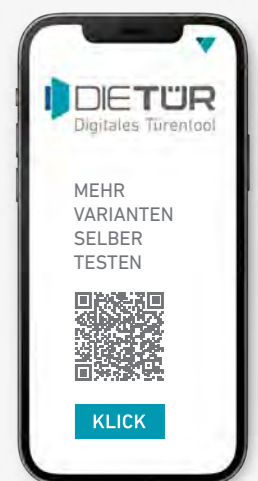 DIETÜR
Digitales Türentool
MEHR
VARIANTEN
SELBER
TESTEN
KLICK